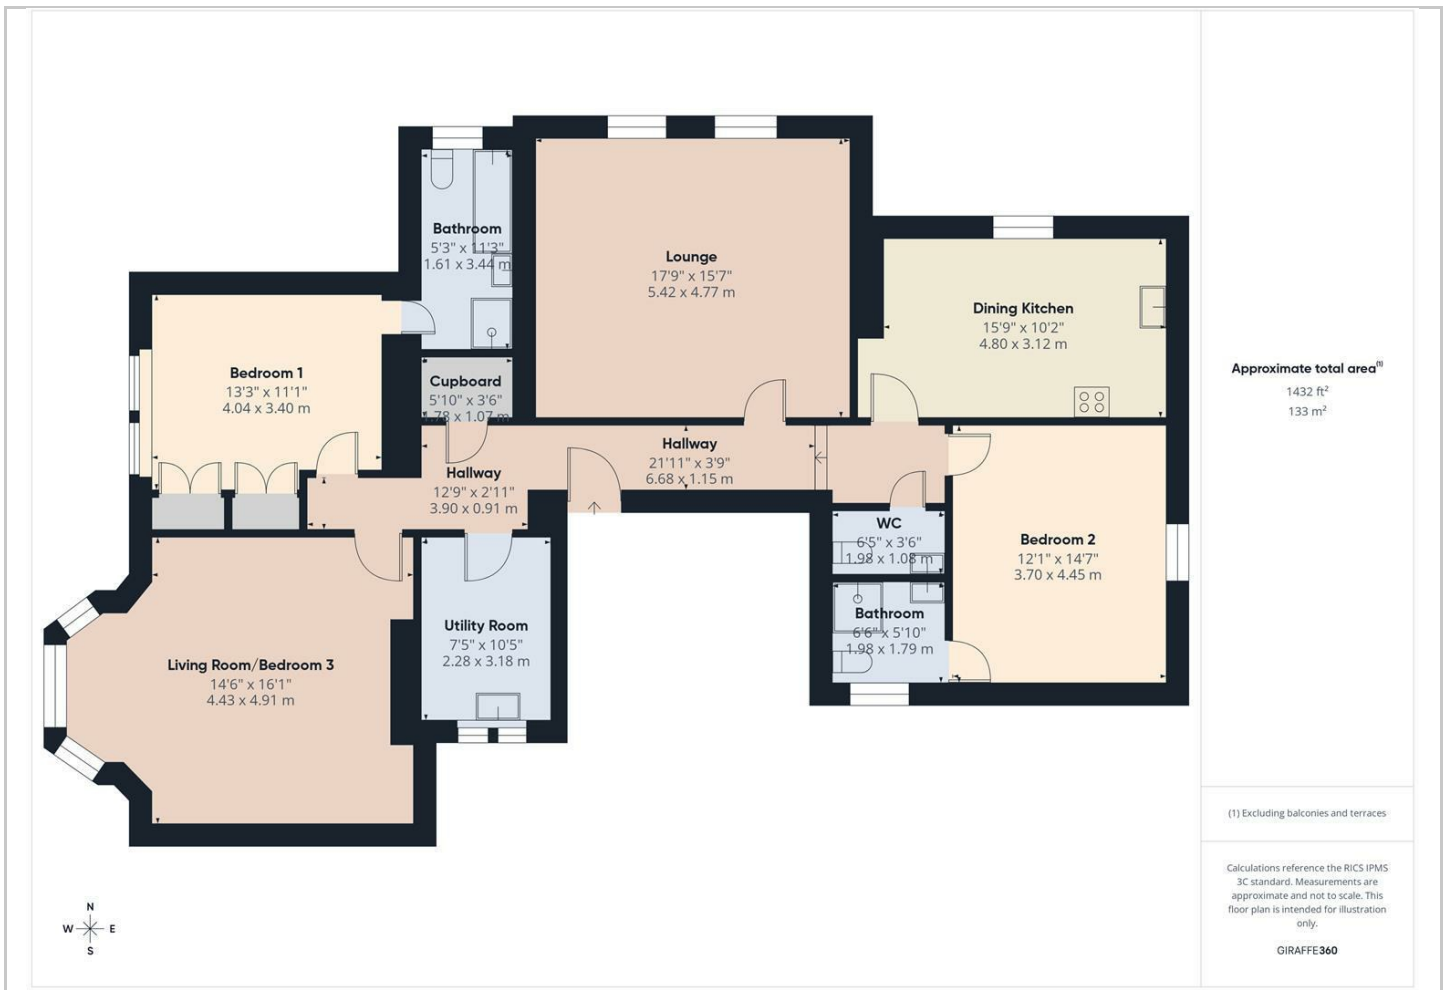 Bathroom
5'3" x 11'3"
1.61 x 3.44 m
Lounge
17'9" x 15'7"
5.42 x 4.77 m
Dining Kitchen
15'9" x 10'2"
4.80 x 3.12 m
Bedroom 1
13'3" x 11'1"
4.04 x 3.40 m
Cupboard
5'10" x 3'6"
1.78 x 1.07 m
Hallway
21'11" x 3'9"
6.68 x 1.15 m
Hallway
12'9" x 2'11"
3.90 x 0.91 m
WC
6'5" x 3'6"
1.98 x 1.08 m
Bedroom 2
12'1" x 14'7"
3.70 x 4.45 m
Bathroom
6'6" x 5'10"
1.98 x 1.79 m
Utility Room
7'5" x 10'5"
2.28 x 3.18 m
Living Room/Bedroom 3
14'6" x 16'1"
4.43 x 4.91 m
N
W E
S
Approximate total area(1)
1432 ft²
133 m²
(1) Excluding balconies and terraces
Calculations reference the RICS IPMS
3C standard. Measurements are
approximate and not to scale. This
floor plan is intended for illustration
only.
GIRAFFE360